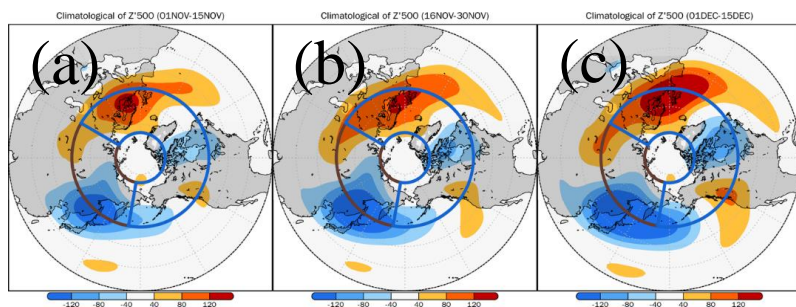 Climatological of Z'500 (01NOV-15NOV)
(a)
-120 -80 -40 40 80 120
Climatological of Z'500 (16NOV-30NOV)
(b)
-120 -80 -40 40 80 120
Climatological of Z'500 (01DEC-15DEC)
(c)
-120 -80 -40 40 80 120